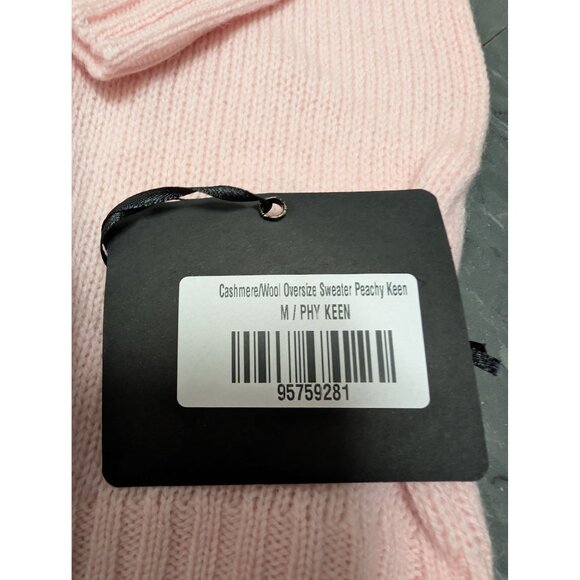 Cashmere/Wool Oversize Sweater Peachy Keen
M / PHY KEEN
95759281